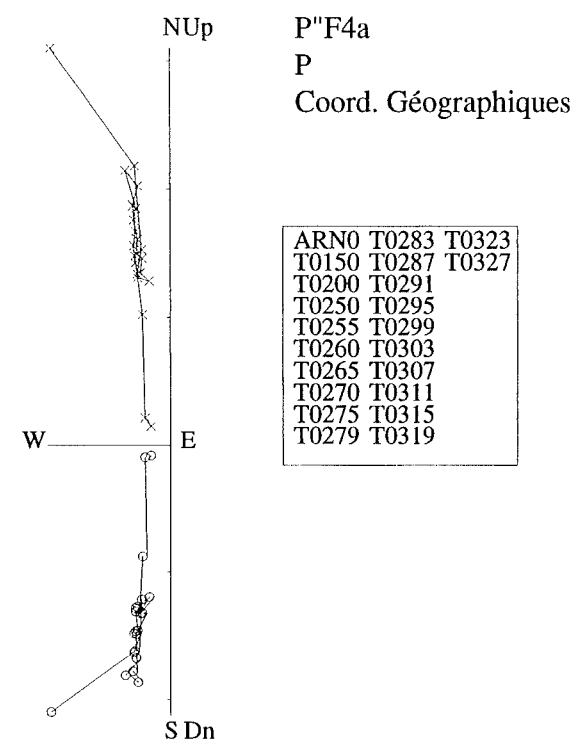 NUp
P"F4a
P
Coord. Géographiques
ARN0 T0283 T0323
T0150 T0287 T0327
T0200 T0291
T0250 T0295
T0255 T0299
T0260 T0303
T0265 T0307
T0270 T0311
T0275 T0315
T0279 T0319
W E
S Dn